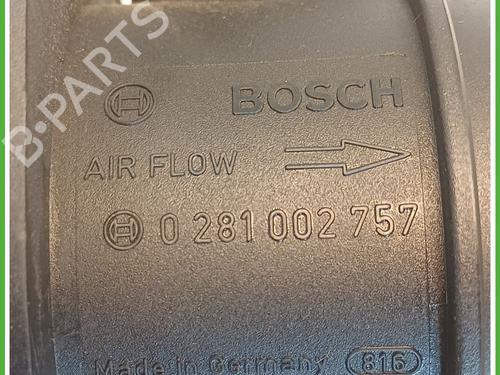 BOSCH
AIR FLOW
0 281 002 757
Made in Germany 816
B-PARTS